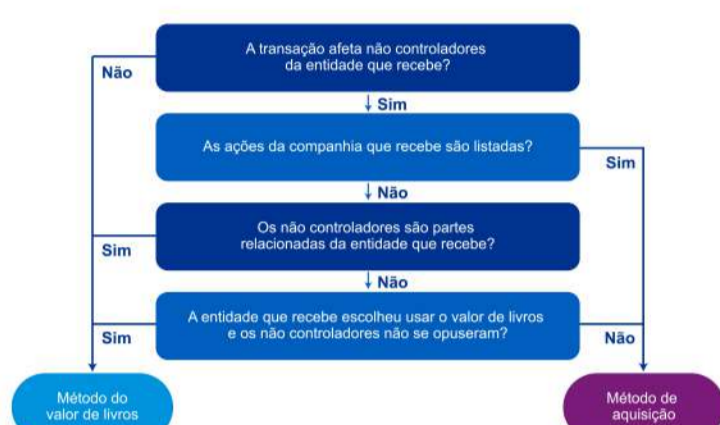 A transação afeta não controladores
da entidade que recebe?
Não
Sim
As ações da companhia que recebe são listadas?
Sim
Não
Os não controladores são partes
relacionadas da entidade que recebe?
Sim
Não
A entidade que recebe escolheu usar o valor de livros
e os não controladores não se opuseram?
Sim
Não
Método do
valor de livros
Método de
aquisição